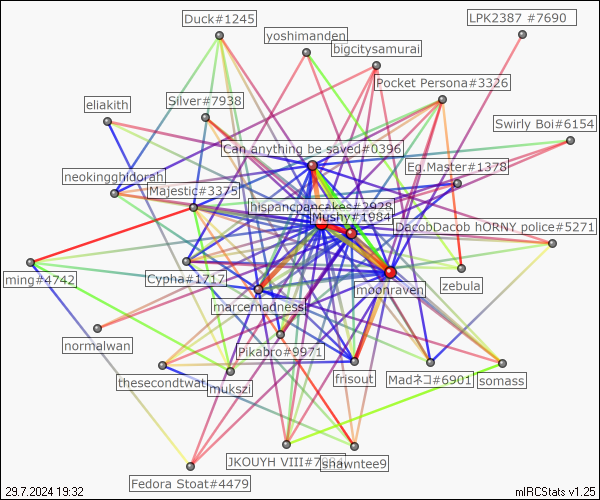 Duck#1245
LPK2387 #7690
yoshimanden
bigcitysamurai
Pocket Persona#3326
eliakith
Silver#7938
Swirly Boi#6154
Can anything be saved#0396
Eg.Master#1378
neokingghidorah
Majestic#3375
hispancpancakes#2928
Mushy#1984
DacobDacob hORNY police#5271
ming#4742
Cypha#1717
zebula
moonraven
marcemadness
normalwan
Pikabro#9971
thesecondtwat
mukszi
frisout
Madネコ#6901
somass
JKOUYH VIII#
shawntee9
Fedora Stoat#4479
29.7.2024 19:32
mIRCStats v1.25